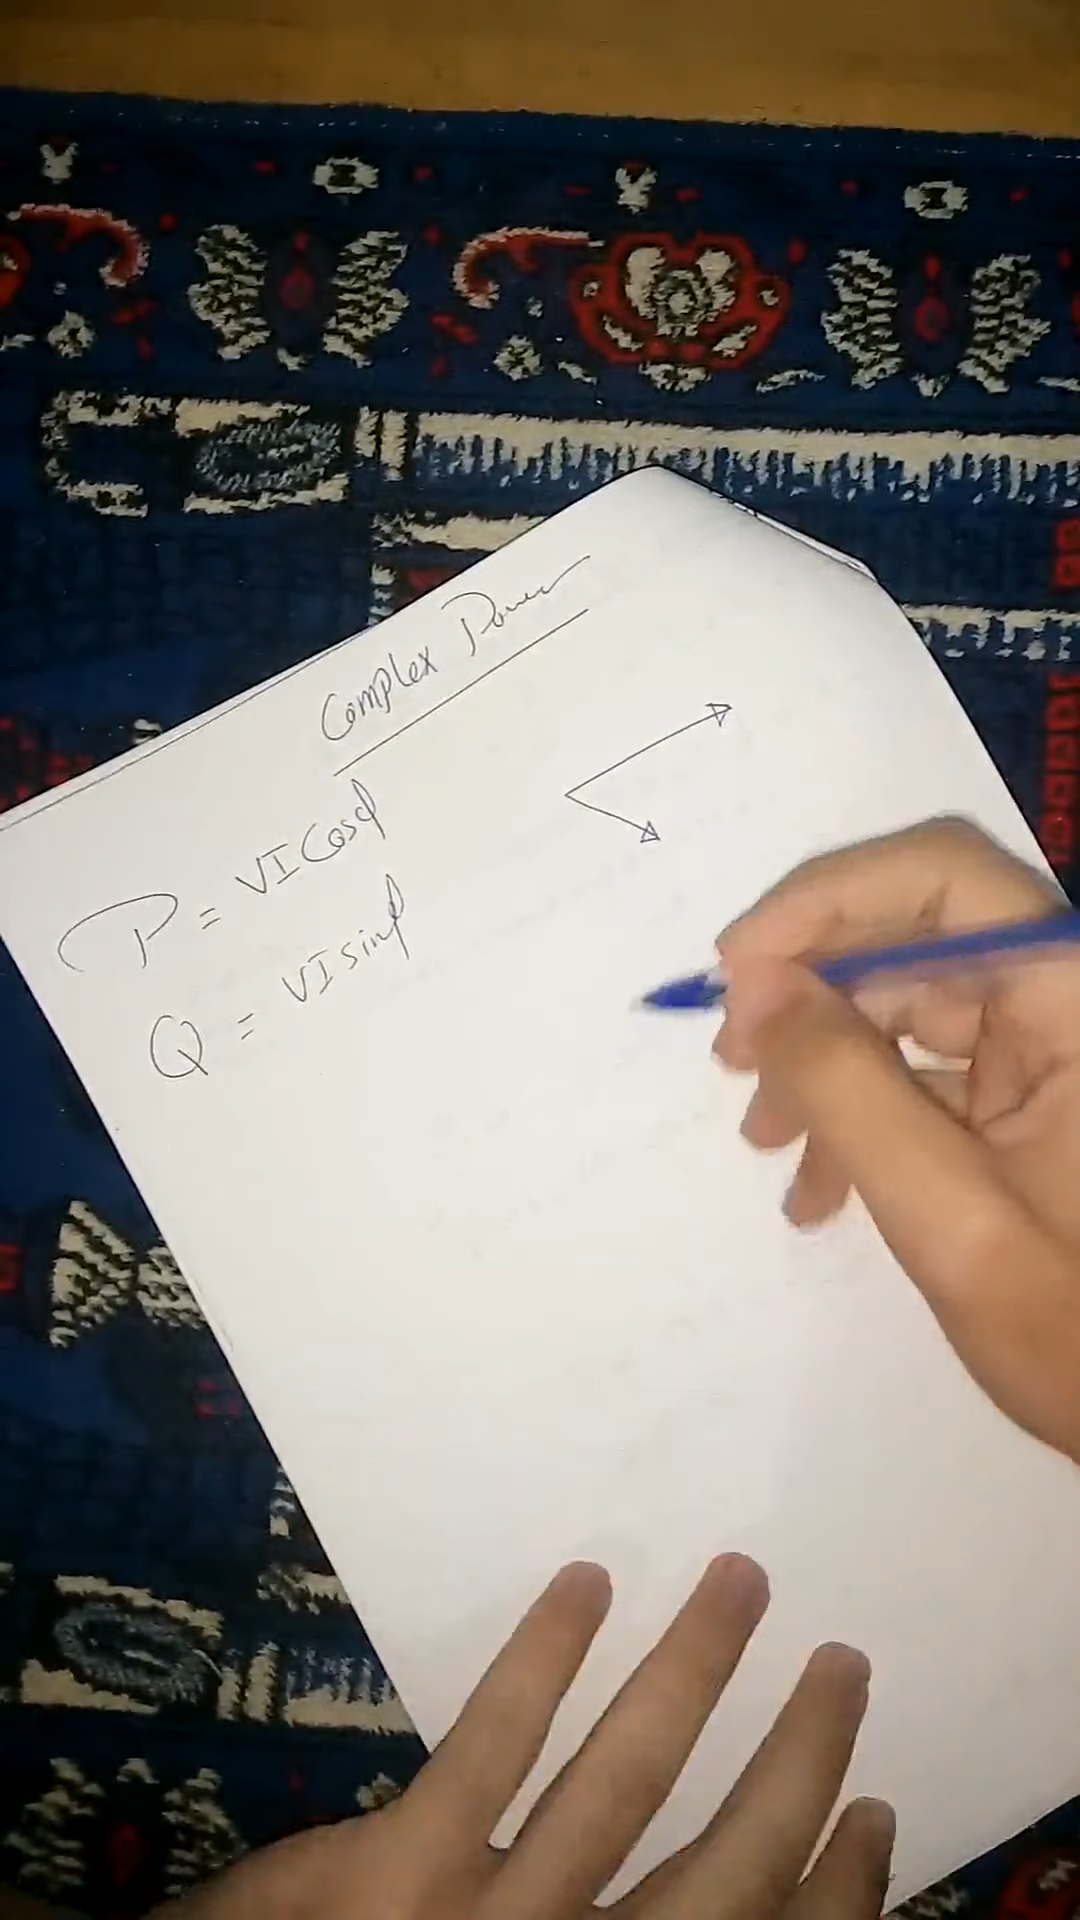 Complex Power
P = VI Cosϕ
Q = VI sinϕ